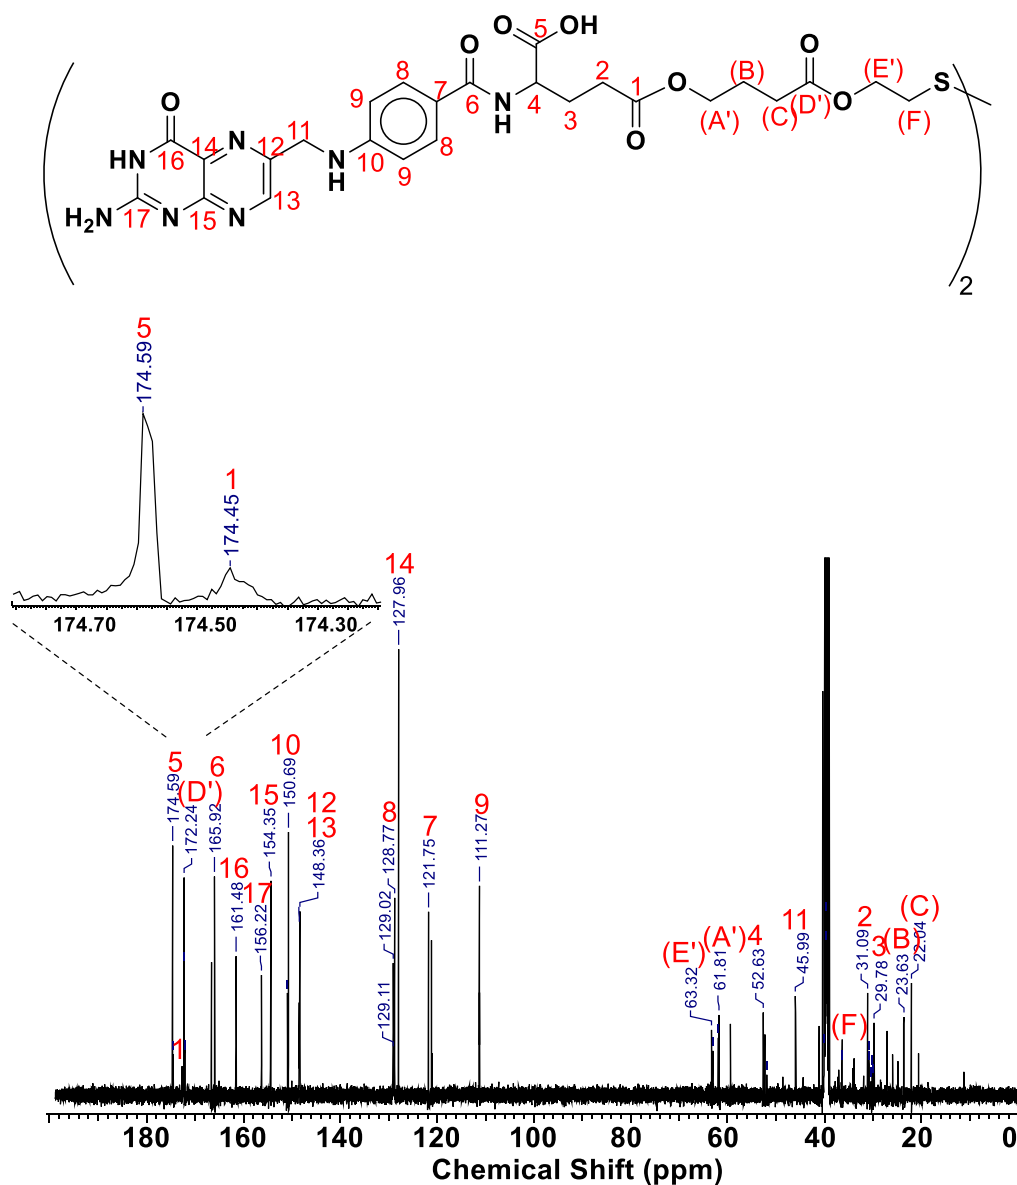 O
OH
5
O
O
(B)
(E')
8
7
2
1
O
(A')
(C)
(D')
O
S
(F)
9
6
N
H
4
3
O
8
O
11
N
H
10
9
16
14
N
12
HN
13
H₂N
17
N
15
N
2
5
174.59
1
174.45
174.70
174.50
174.30
14
127.96
5
174.59
(D')
172.24
6
165.92
1
16
161.48
17
156.22
15
154.35
10
150.69
12
13
148.36
129.11
129.02
8
128.77
7
121.75
9
111.27
(E')
63.32
(A')
61.81
4
52.63
11
45.99
(F)
2
31.09
3
29.78
(B)
23.63
(C)
22.04
180
160
140
120
100
80
60
40
20
0
Chemical Shift (ppm)